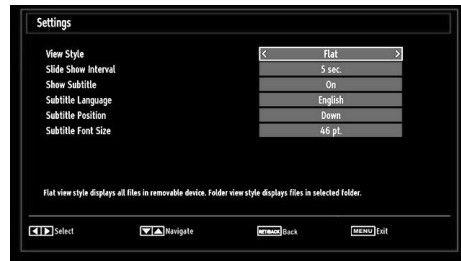 Settings
View Style < Flat >
Slide Show Interval 5 sec.
Show Subtitle On
Subtitle Language English
Subtitle Position Down
Subtitle Font Size 46 pt.
Flat view style displays all files in removable device. Folder view style displays files in selected folder.
Select Navigate RET/BACK Back MENU Exit